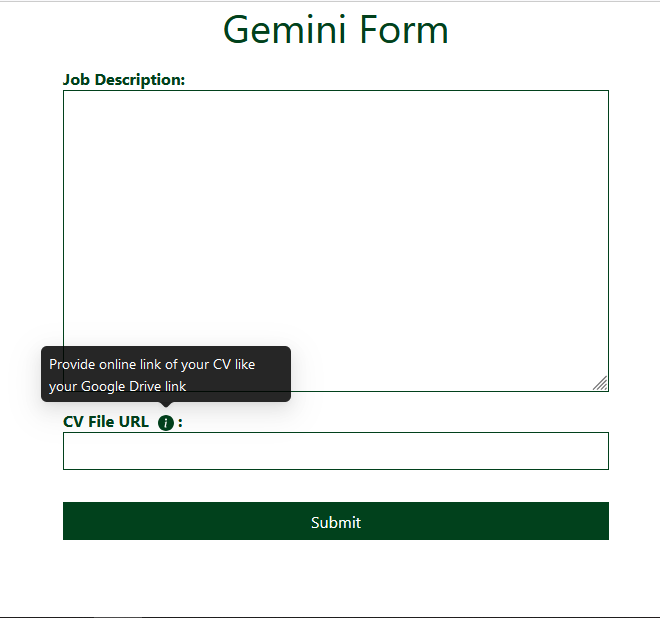 Gemini Form
Job Description:
Provide online link of your CV like
your Google Drive link
CV File URL i :
Submit